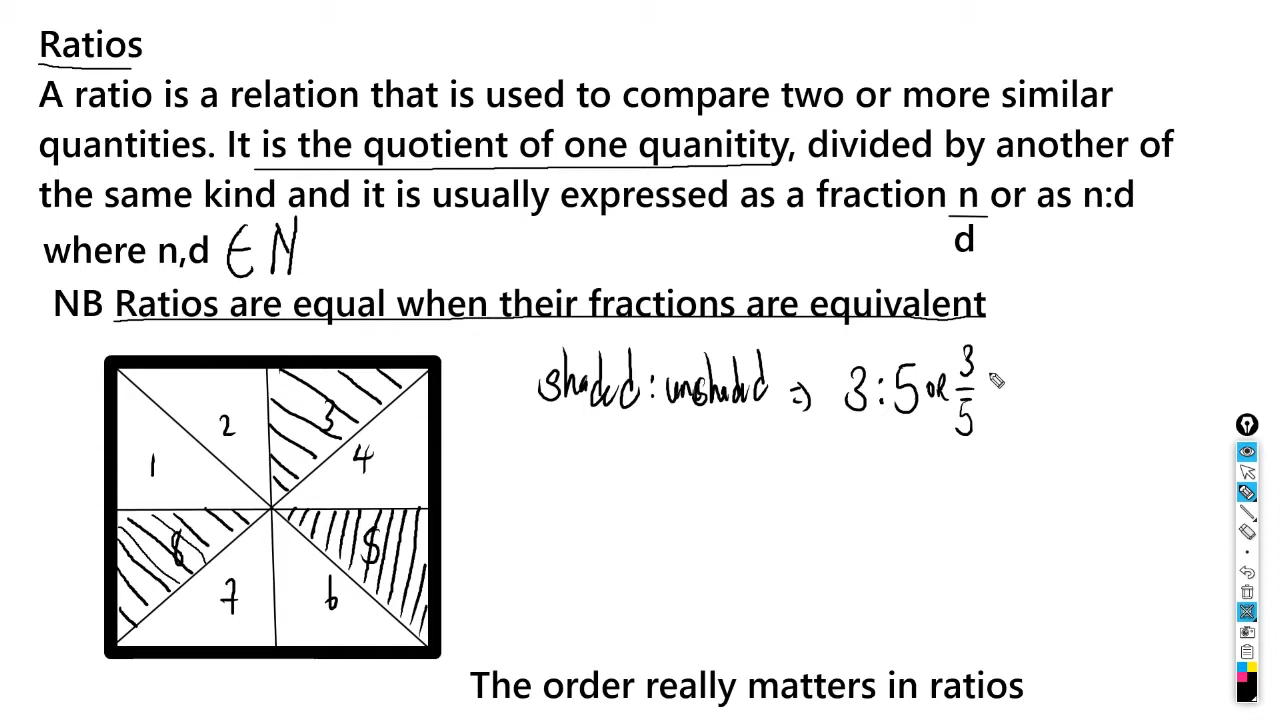 Ratios
A ratio is a relation that is used to compare two or more similar
quantities. It is the quotient of one quanitity, divided by another of
the same kind and it is usually expressed as a fraction n/d or as n:d
where n,d ∈ N
NB Ratios are equal when their fractions are equivalent
shaded : unshaded ⇒ 3:5 OR 3/5
2 3
1 4
8 5
7 6
The order really matters in ratios